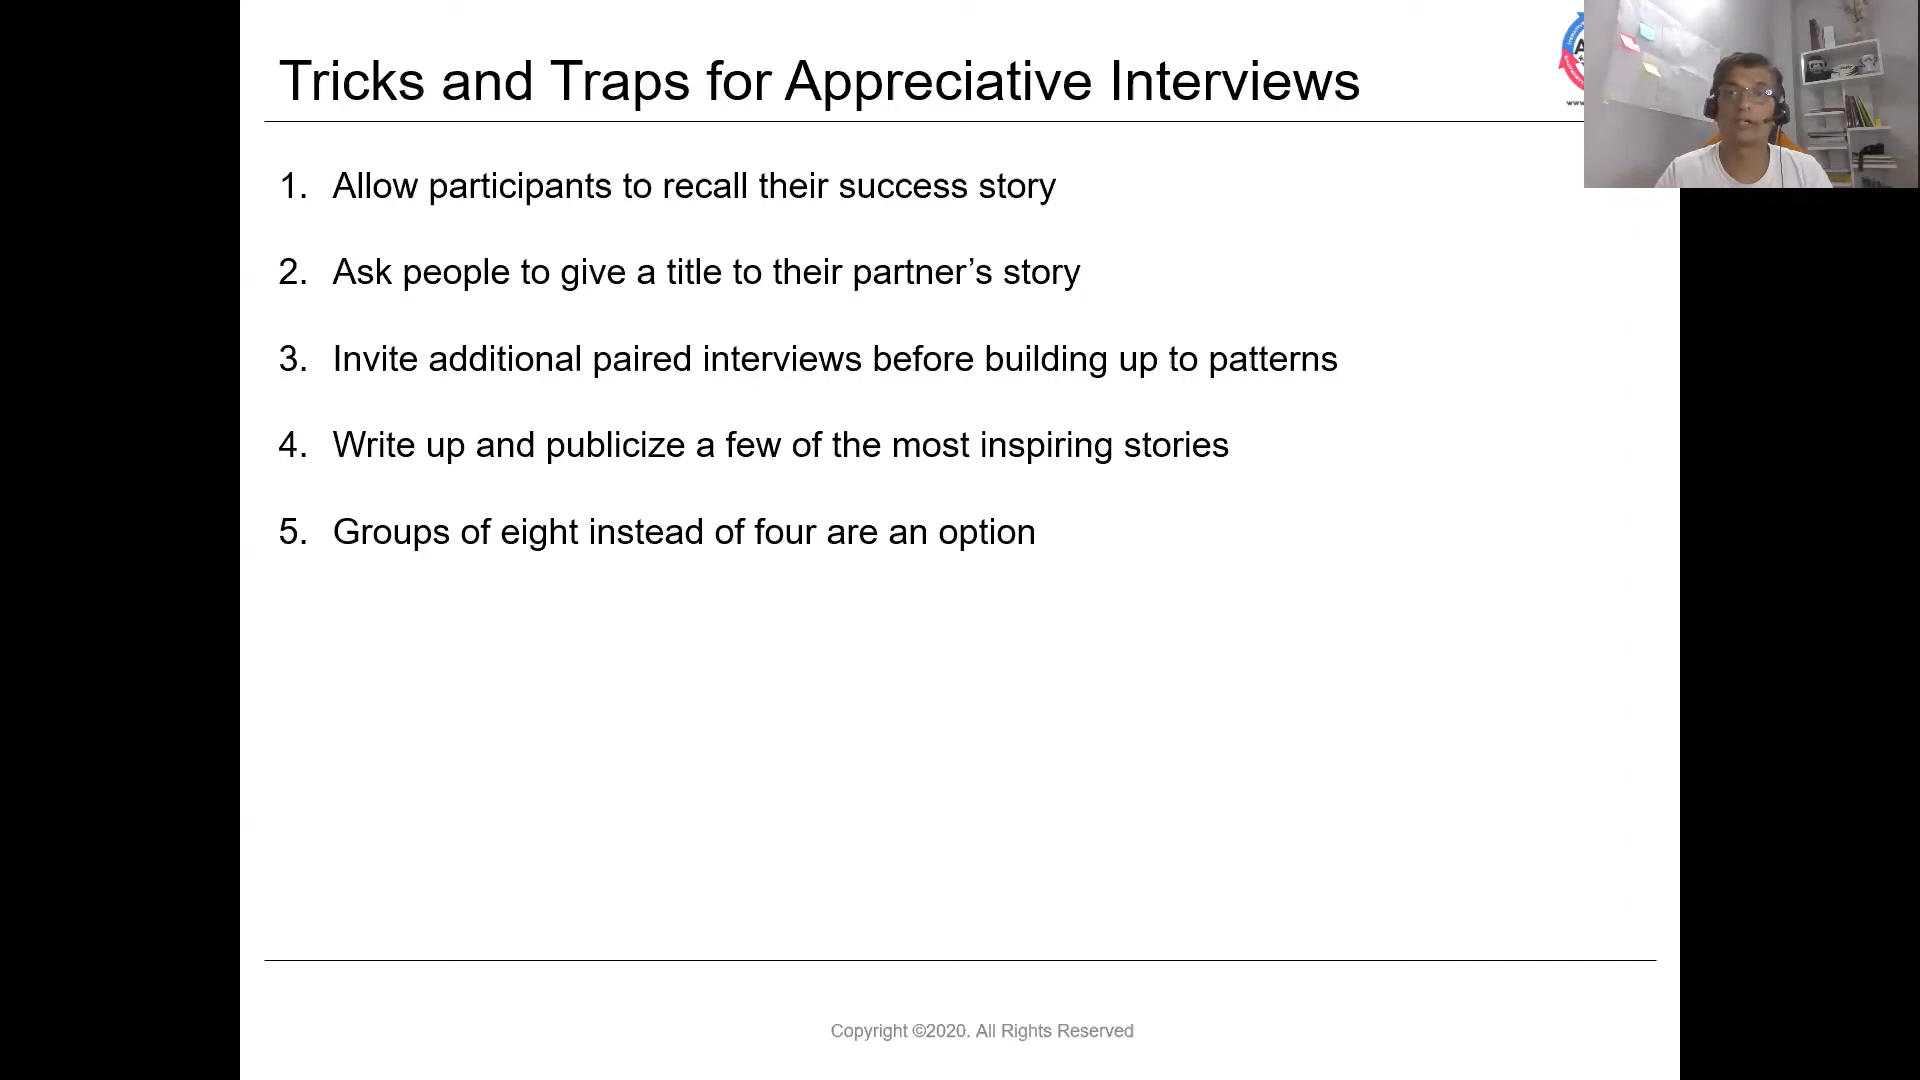 Tricks and Traps for Appreciative Interviews
1. Allow participants to recall their success story
2. Ask people to give a title to their partner’s story
3. Invite additional paired interviews before building up to patterns
4. Write up and publicize a few of the most inspiring stories
5. Groups of eight instead of four are an option
Copyright ©2020. All Rights Reserved